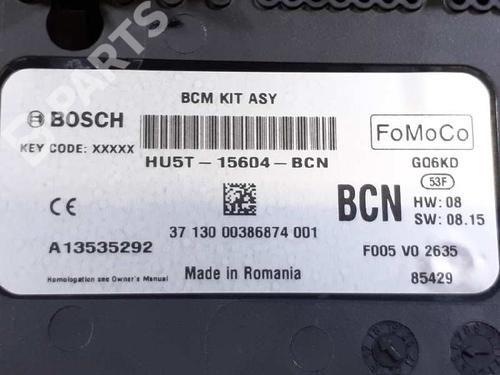 BCM KIT ASY
BOSCH
FoMoCo
KEY CODE: XXXXX
HU5T-15604-BCN
GQ6KD
53F
BCN
HW: 08
SW: 08.15
CE
37 130 00386874 001
A13535292
F005 V0 2635
Made in Romania
85429
Homologation see Owner's Manual
B-PARTS